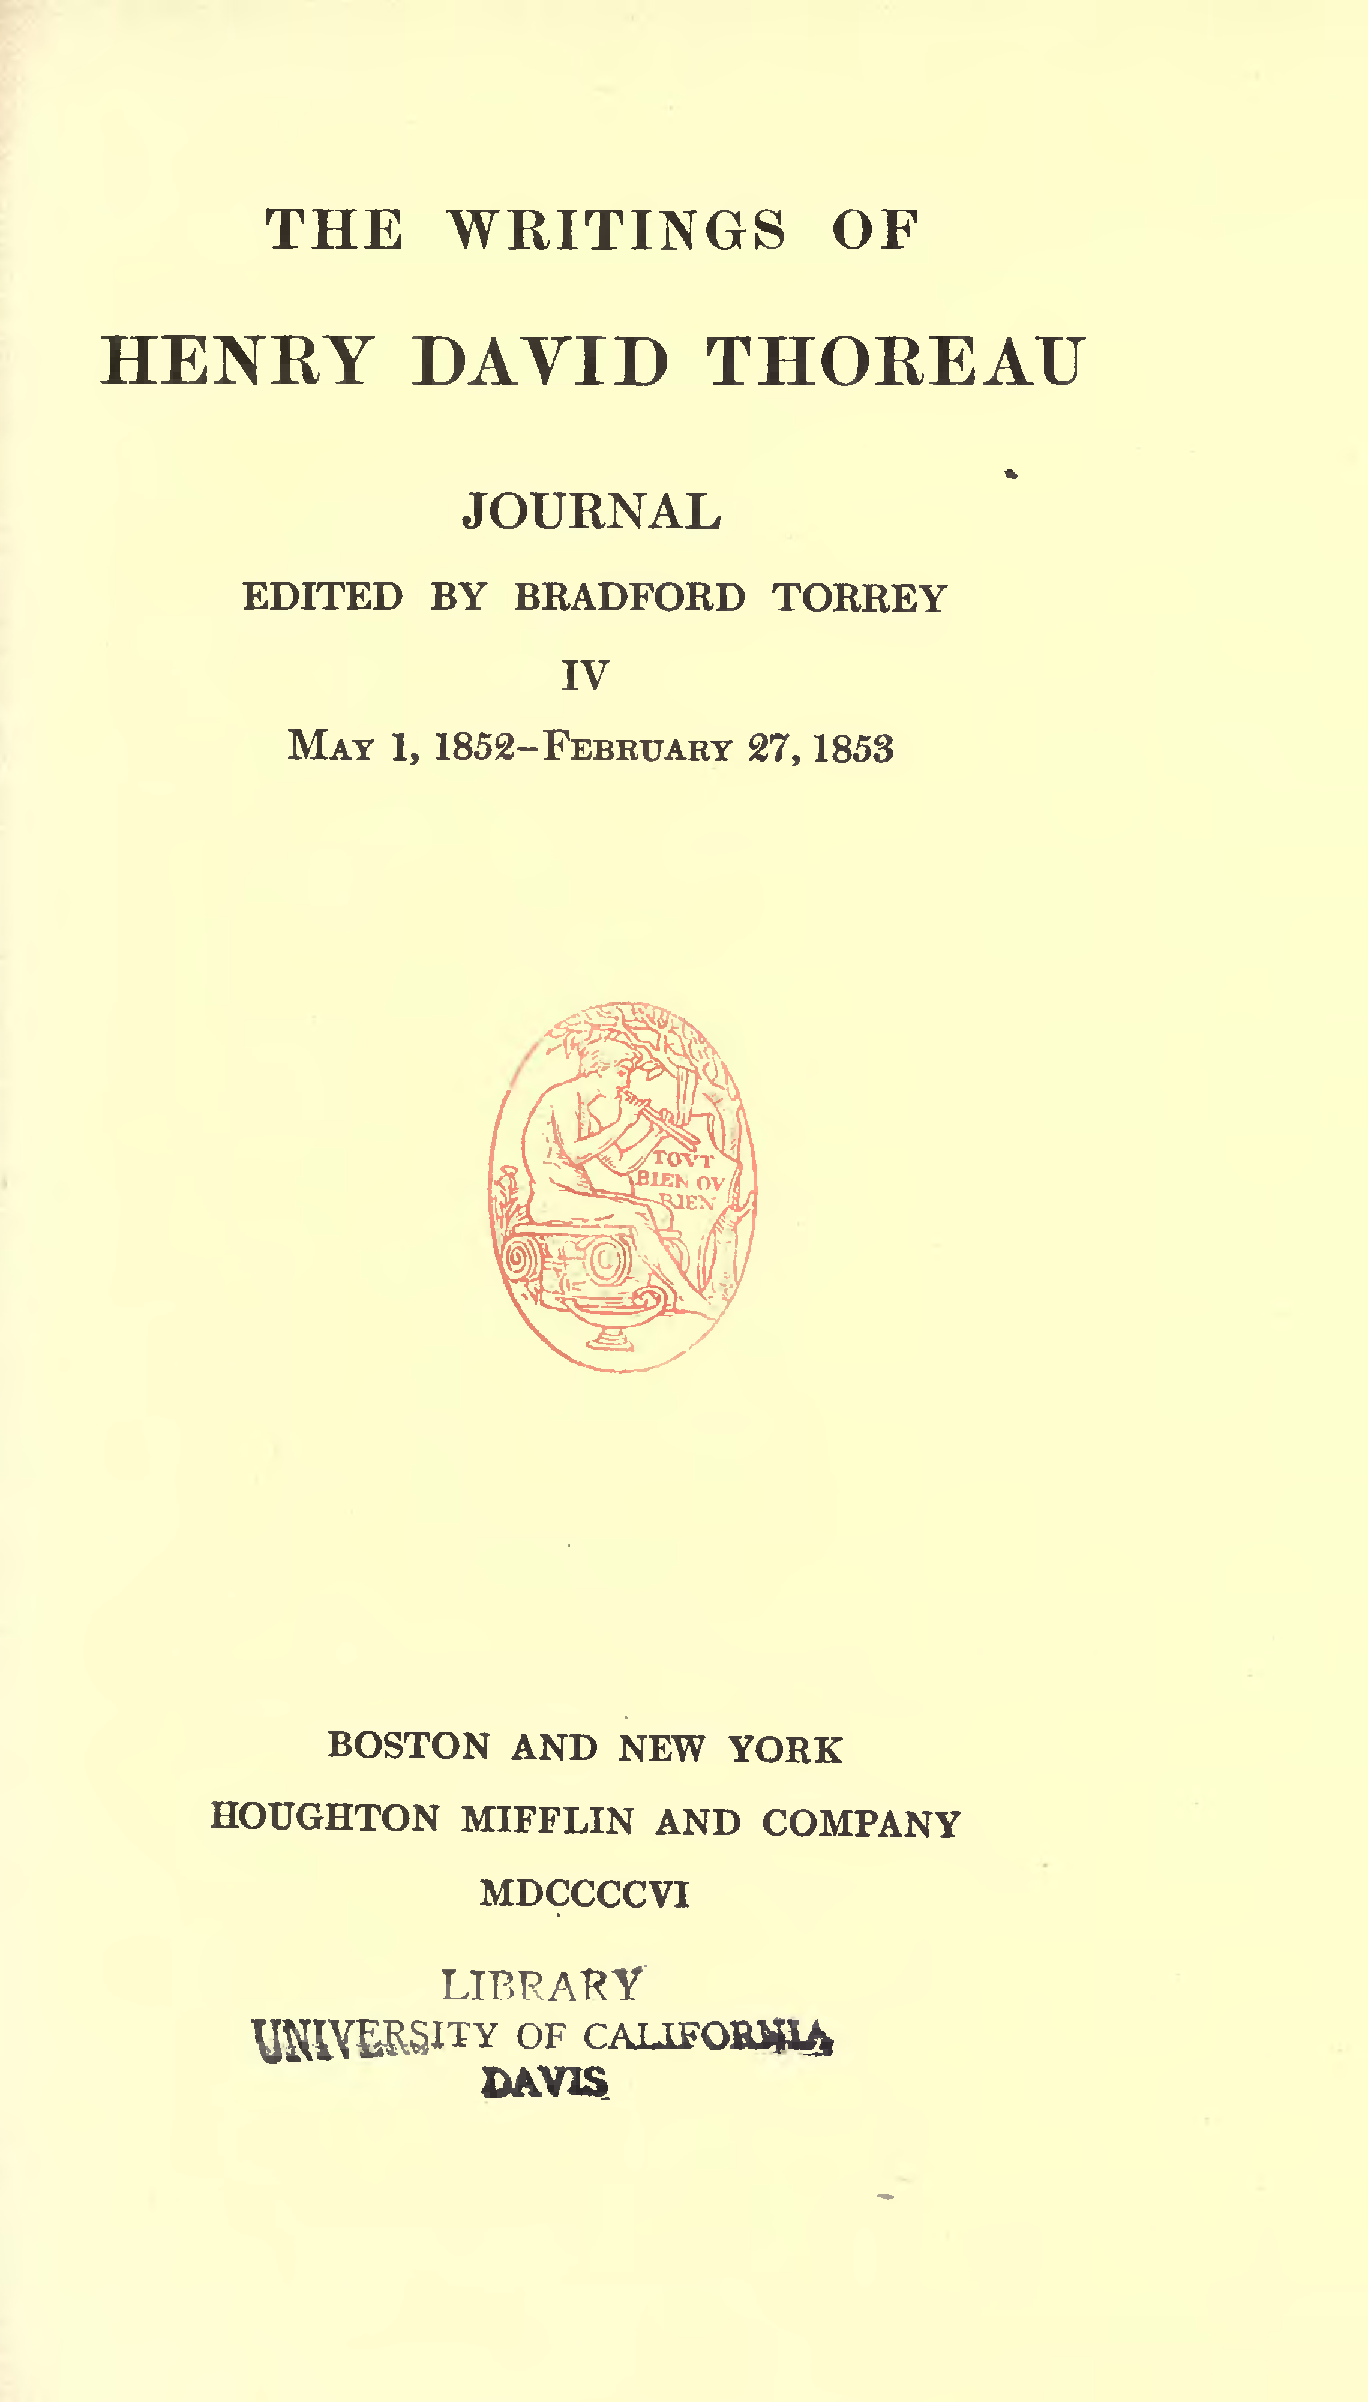 THE WRITINGS OF
HENRY DAVID THOREAU
JOURNAL
EDITED BY BRADFORD TORREY
IV
MAY 1, 1852–FEBRUARY 27, 1853
TOVT
BIEN OV
RIEN
BOSTON AND NEW YORK
HOUGHTON MIFFLIN AND COMPANY
MDCCCCVI
LIBRARY
UNIVERSITY OF CALIFORNIA
DAVIS